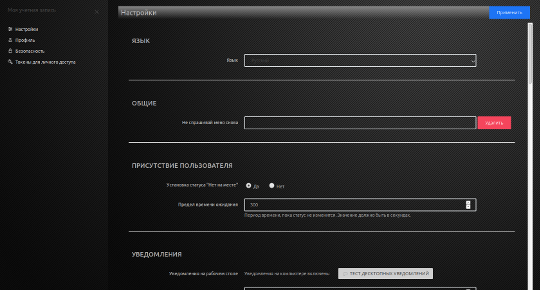 Моя учетная запись
Настройки
Профиль
Безопасность
Токены для личного доступа
Настройки
Применить
ЯЗЫК
Язык
ОБЩИЕ
Не спрашивай меня снова
УДАЛИТЬ
ПРИСУТСТВИЕ ПОЛЬЗОВАТЕЛЯ
Установка статуса "Нет на месте"
Да
Нет
Предел времени ожидания
300
Период времени, пока статус не изменится. Значение должно быть в секундах.
УВЕДОМЛЕНИЯ
Уведомления на рабочем столе
Уведомления на компьютере включены
ТЕСТ ДЕСКТОПНЫХ УВЕДОМЛЕНИЙ